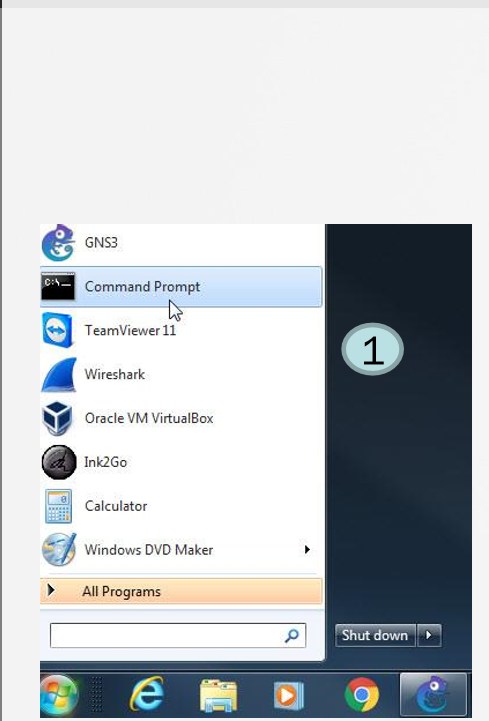 GNS3
C:\_
Command Prompt
TeamViewer 11
1
Wireshark
Oracle VM VirtualBox
Ink2Go
Calculator
Windows DVD Maker
All Programs
Shut down